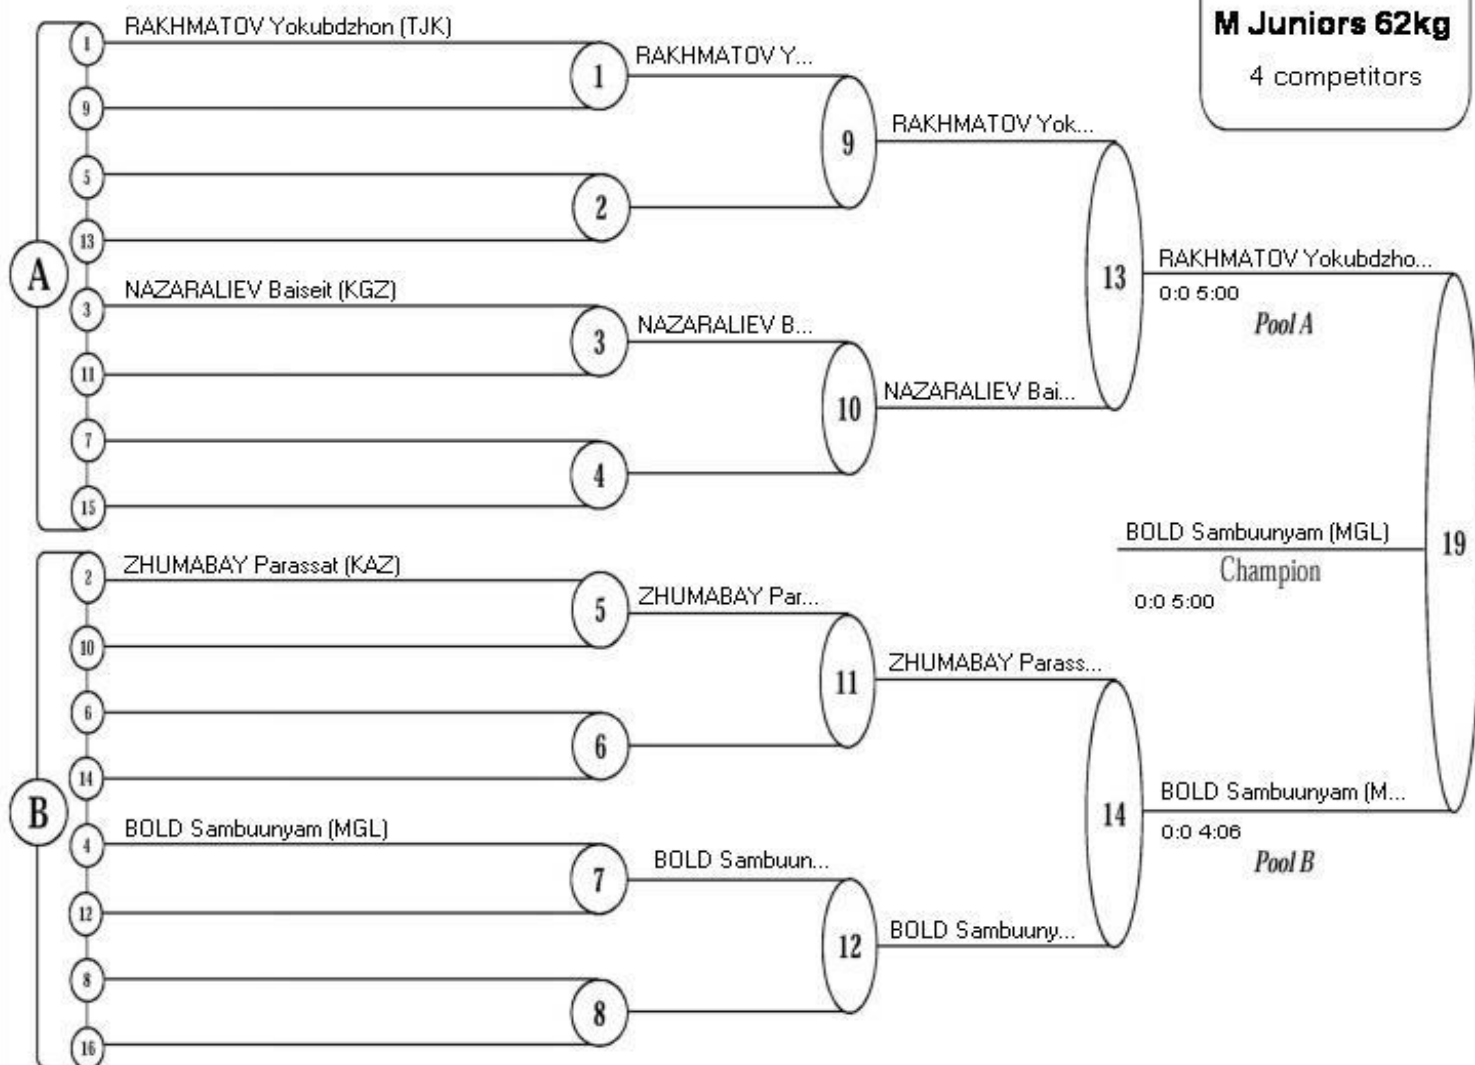 M Juniors 62kg
4 competitors
A
1
RAKHMATOV Yokubdzhon (TJK)
9
5
13
3
NAZARALIEV Baiseit (KGZ)
11
7
15
1
RAKHMATOV Y...
2
3
NAZARALIEV B...
4
9
RAKHMATOV Yok...
10
NAZARALIEV Bai...
13
RAKHMATOV Yokubdzho...
0:0 5:00
Pool A
B
2
ZHUMABAY Parassat (KAZ)
10
6
14
4
BOLD Sambuunyam (MGL)
12
8
16
5
ZHUMABAY Par...
6
7
BOLD Sambuun...
8
11
ZHUMABAY Parass...
12
BOLD Sambuuny...
14
BOLD Sambuunyam (M...
0:0 4:06
Pool B
19
BOLD Sambuunyam (MGL)
Champion
0:0 5:00